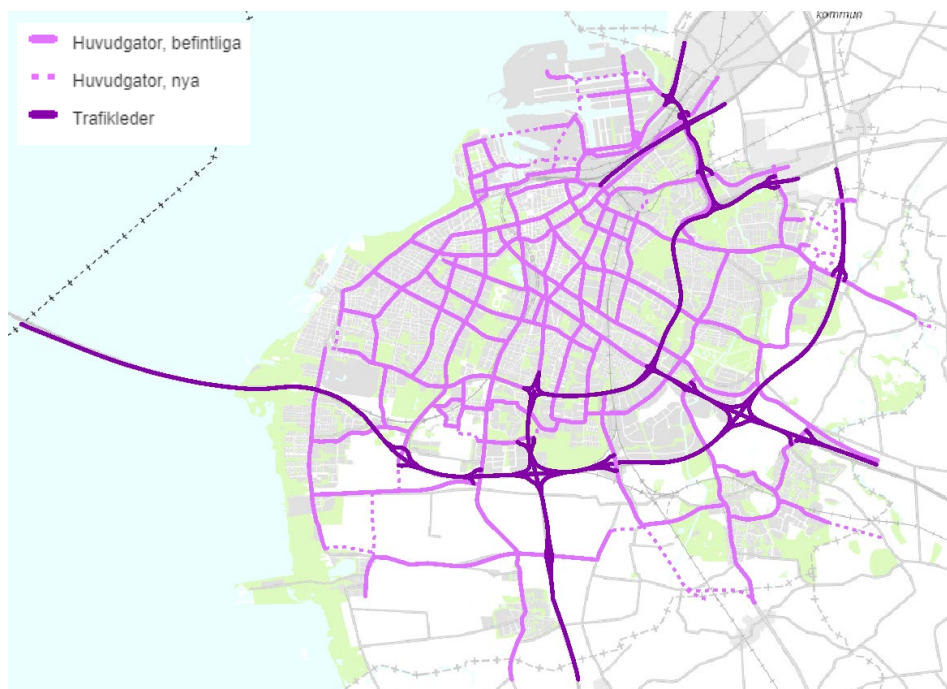 kommun
Huvudgator, befintliga
Huvudgator, nya
Trafikleder